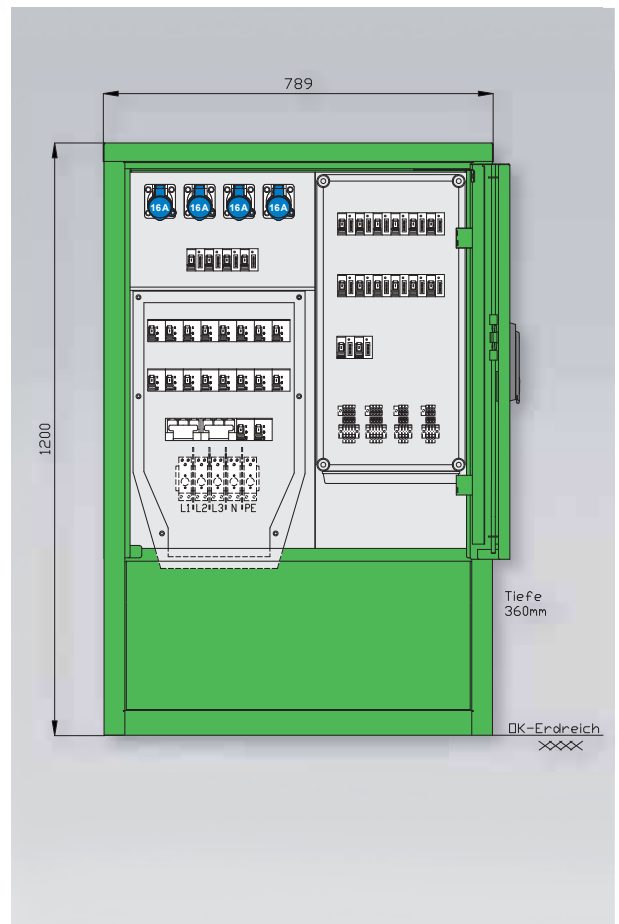 789
16A 16A 16A 16A
1200
L1 L2 L3 N PE
Tiefe
360mm
OK-Erdreich